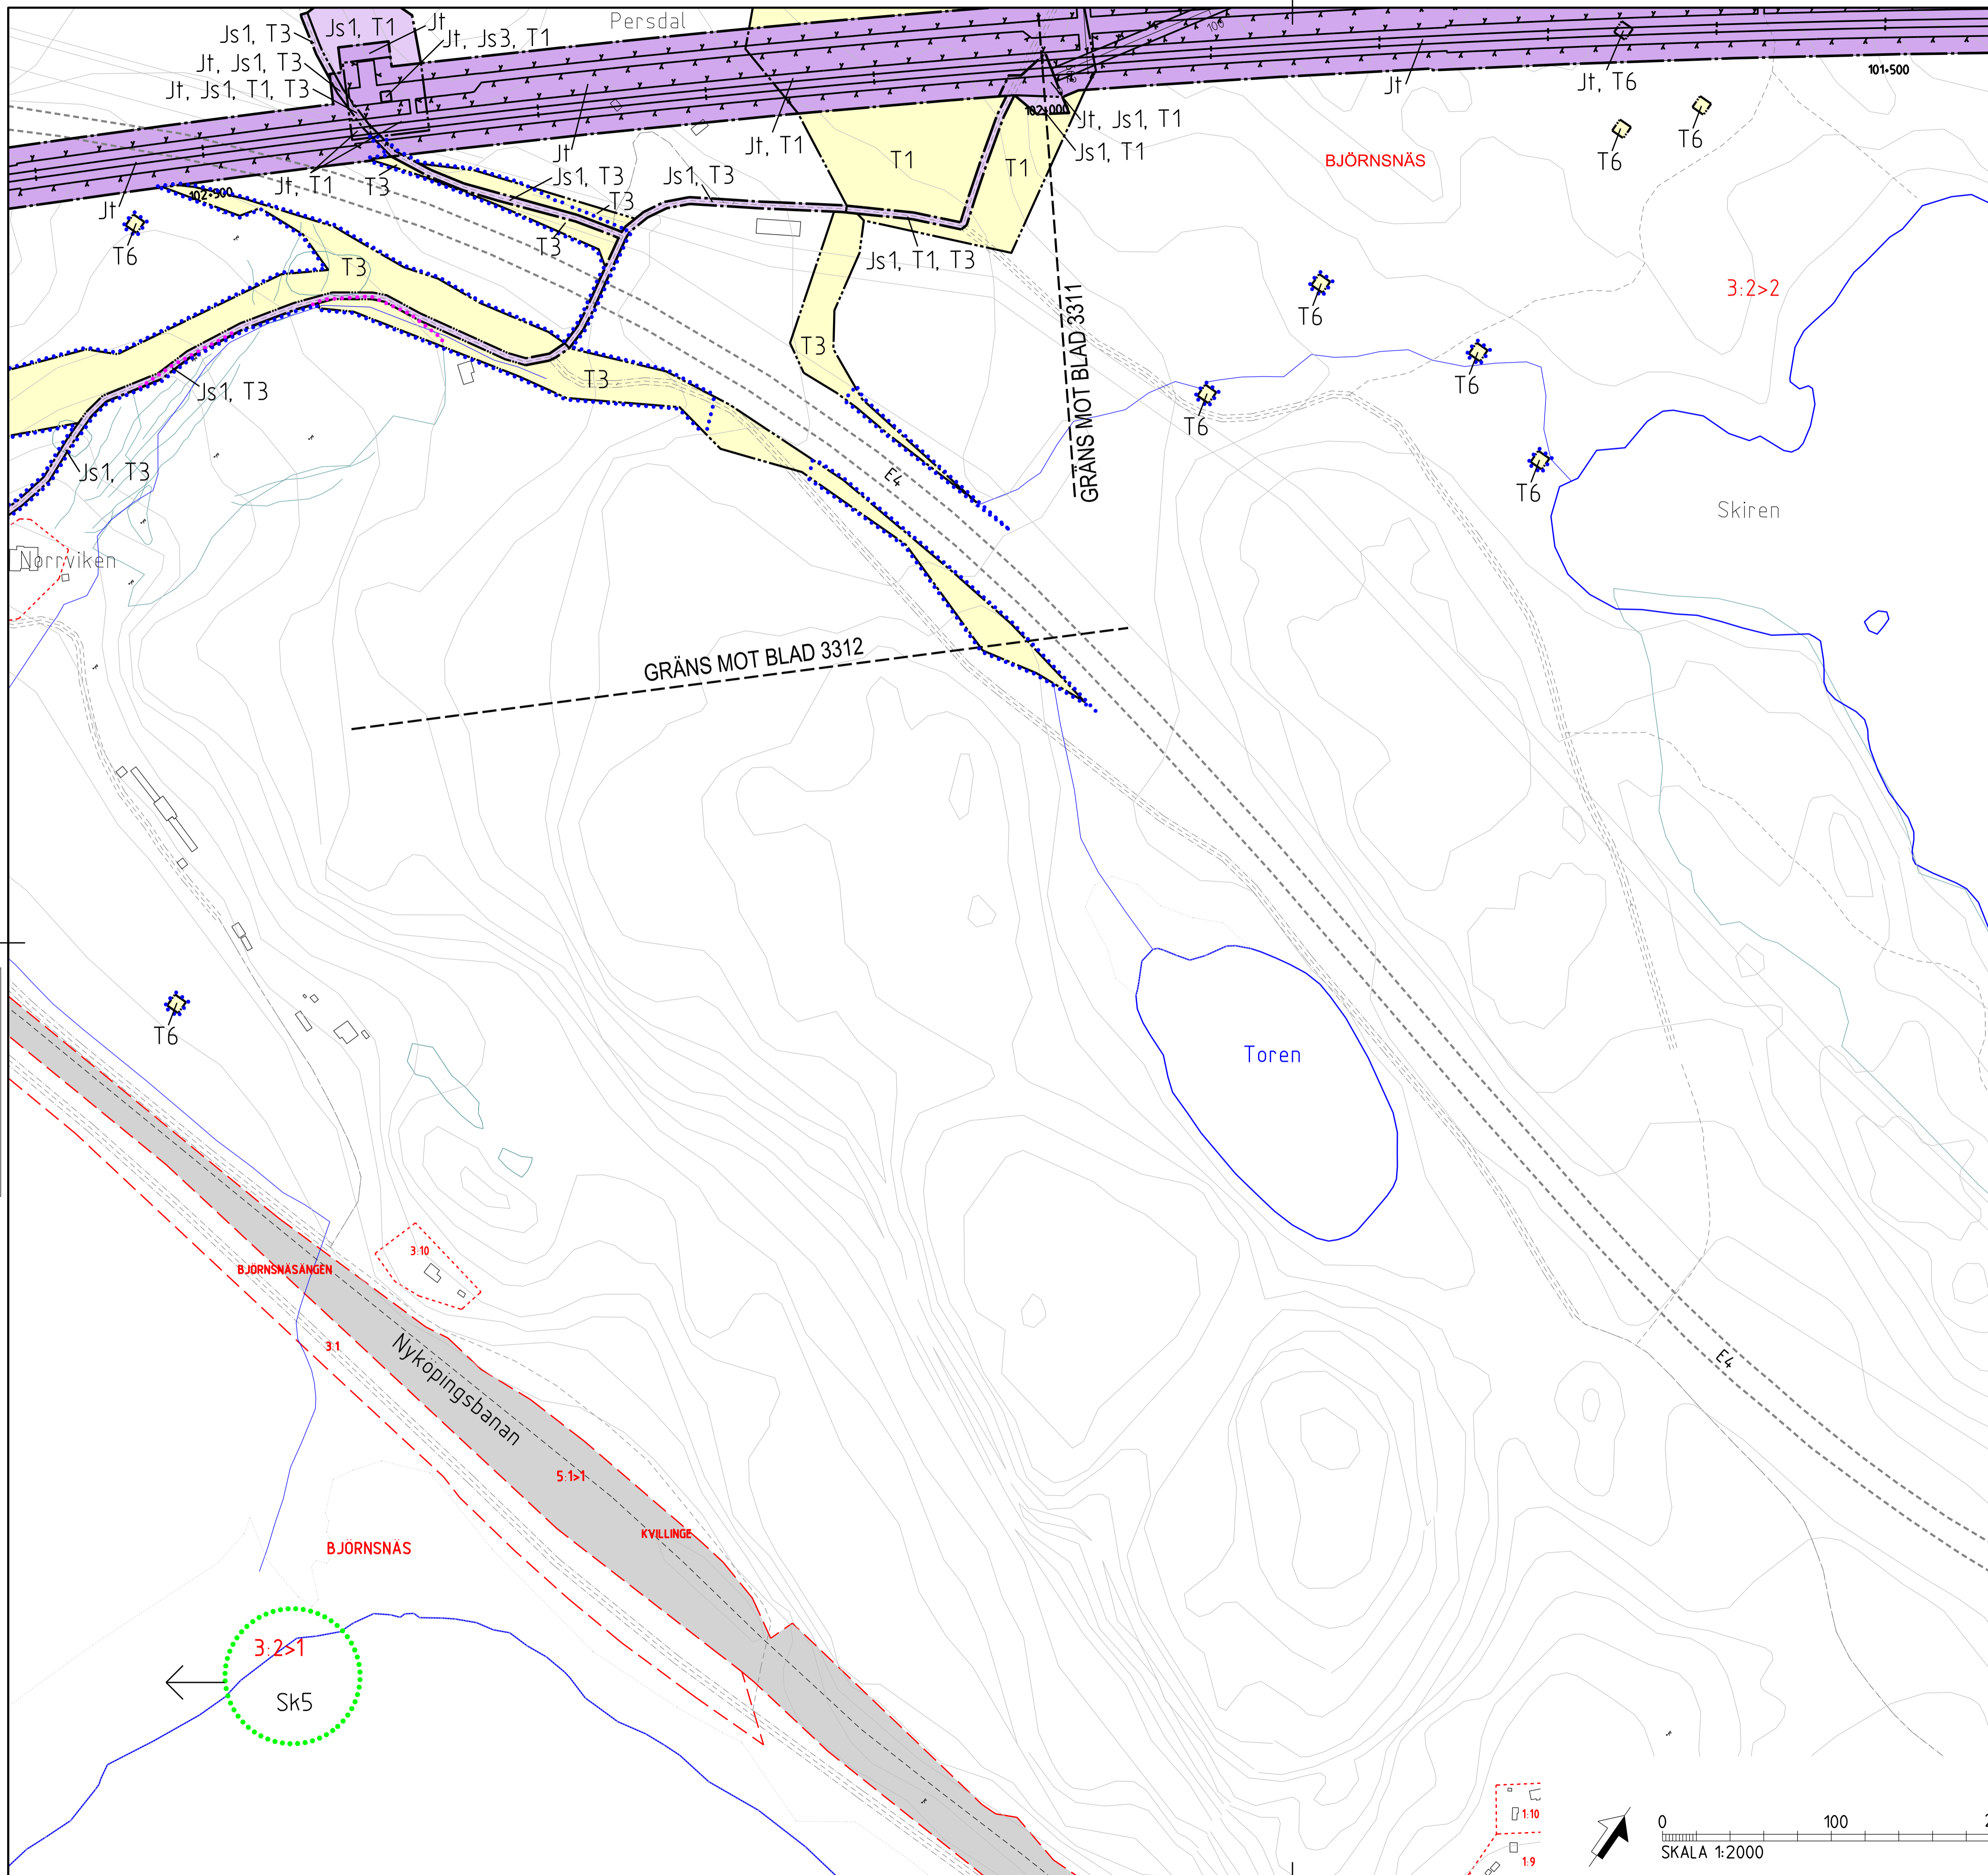 Persdal
Js1, T3
Js1, T1
Jt
Jt, Js3, T1
Jt, Js1, T3
Jt, Js1, T1, T3
100
101+500
Jt, T6
Jt
T6
T6
102+000
Jt, Js1, T1
Js1, T1
BJÖRNSNÄS
Jt
Jt, T1
T1
T1
Jt, T1
T3
Js1, T3
Js1, T3
T3
102+900
Jt
T6
T3
T3
Js1, T1, T3
3:2>2
T6
GRÄNS MOT BLAD 3311
T3
T6
T3
Js1, T3
T6
Js1, T3
E4
T6
Skiren
Norrviken
GRÄNS MOT BLAD 3312
T6
Toren
3:10
BJÖRNSNÄSÄNGEN
3:1
Nyköpingsbanan
E4
5:1>1
KVILLINGE
BJÖRNSNÄS
3:2>1
Sk5
1:10
1:9
0
100
SKALA 1:2000